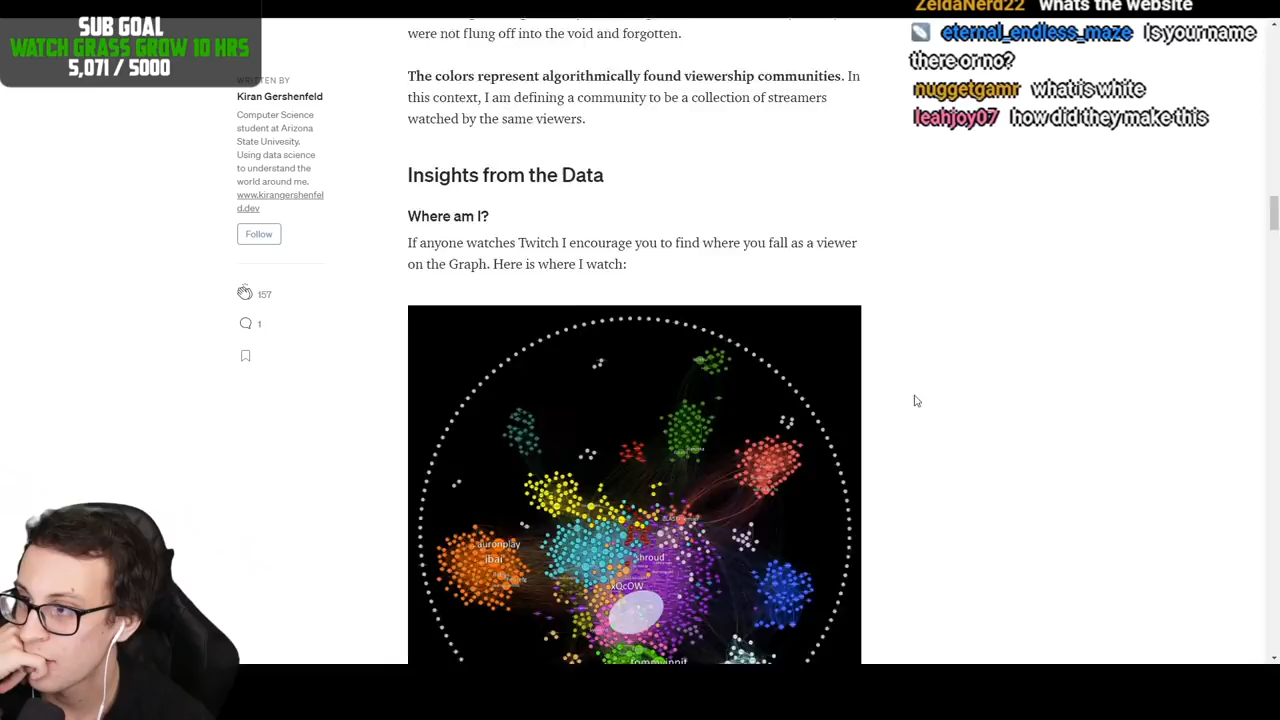 SUB GOAL
WATCH GRASS GROW 10 HRS
5,071 / 5000
were not flung off into the void and forgotten.
WRITTEN BY
Kiran Gershenfeld
Computer Science
student at Arizona
State Univesity.
Using data science
to understand the
world around me.
www.kirangershenfel
d.dev
Follow
157
1
The colors represent algorithmically found viewership communities. In
this context, I am defining a community to be a collection of streamers
watched by the same viewers.
Insights from the Data
Where am I?
If anyone watches Twitch I encourage you to find where you fall as a viewer
on the Graph. Here is where I watch:
auronplay
ibai
shroud
xQcOW
tommyinnit
ZeldaNerd22 whats the website
eternal_endless_maze Is your name
there or no?
nuggetgamr what is white
leahjoy07 how did they make this